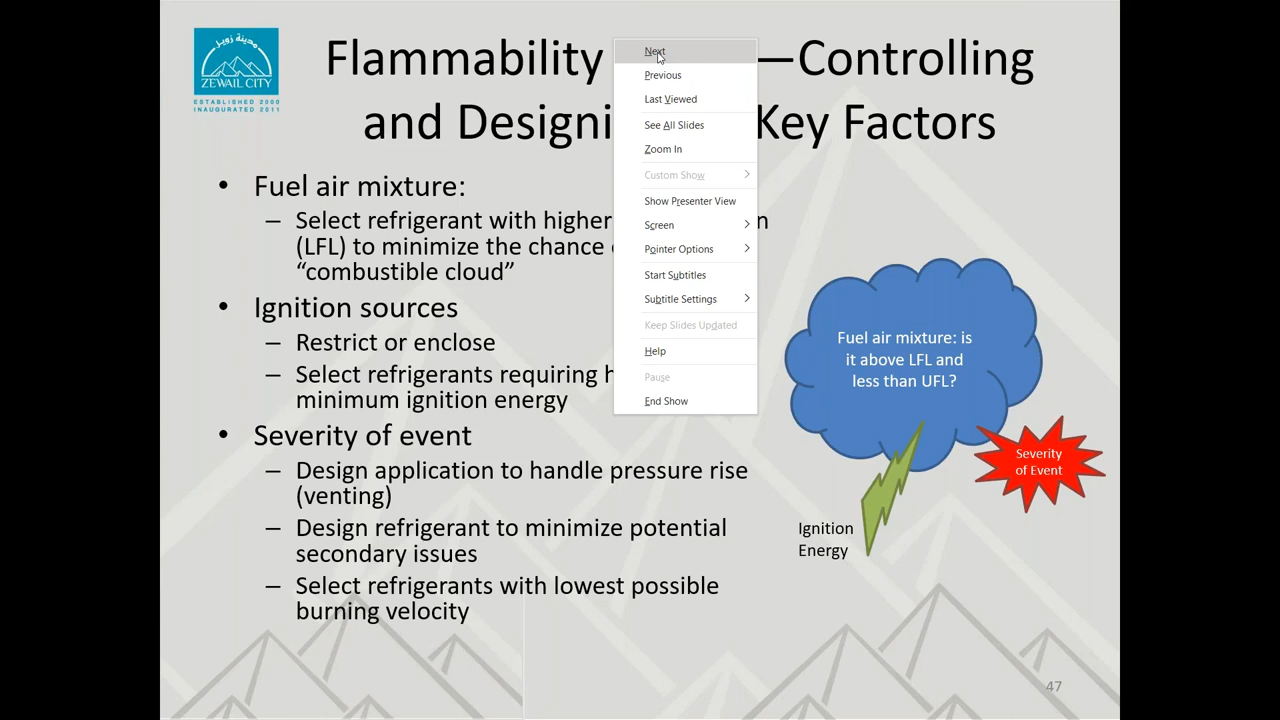 مدينة زويل
ZEWAIL CITY
ESTABLISHED 2000
INAUGURATED 2011
Flammability —Controlling
and Designi Key Factors
• Fuel air mixture:
– Select refrigerant with higher n
(LFL) to minimize the chance
“combustible cloud”
• Ignition sources
– Restrict or enclose
– Select refrigerants requiring
minimum ignition energy
• Severity of event
– Design application to handle pressure rise
(venting)
– Design refrigerant to minimize potential
secondary issues
– Select refrigerants with lowest possible
burning velocity
Next
Previous
Last Viewed
See All Slides
Zoom In
Custom Show
Show Presenter View
Screen
Pointer Options
Start Subtitles
Subtitle Settings
Keep Slides Updated
Help
Pause
End Show
Fuel air mixture: is
it above LFL and
less than UFL?
Severity
of Event
Ignition
Energy
47